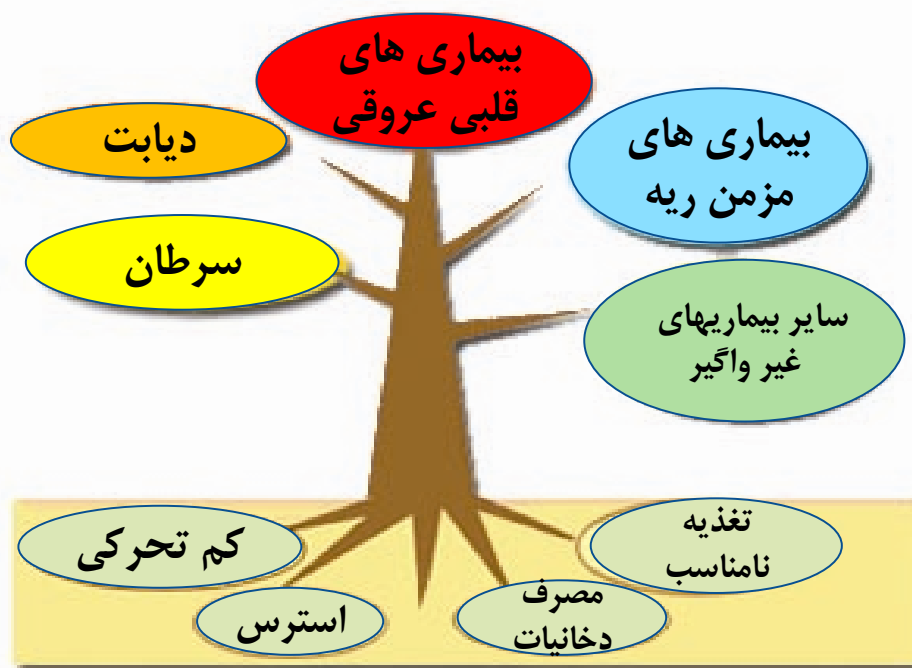 بیماری های
قلبی عروقی
دیابت
بیماری های
مزمن ریه
سرطان
سایر بیماریهای
غیر واگیر
تغذیه
نامناسب
کم تحرکی
مصرف
دخانیات
استرس